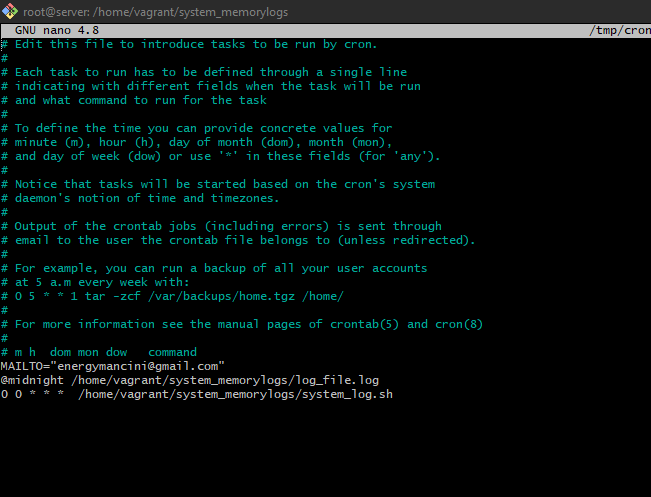 root@server: /home/vagrant/system_memorylogs
GNU nano 4.8 /tmp/cron
# Edit this file to introduce tasks to be run by cron.
#
# Each task to run has to be defined through a single line
# indicating with different fields when the task will be run
# and what command to run for the task
#
# To define the time you can provide concrete values for
# minute (m), hour (h), day of month (dom), month (mon),
# and day of week (dow) or use '*' in these fields (for 'any').
#
# Notice that tasks will be started based on the cron's system
# daemon's notion of time and timezones.
#
# Output of the crontab jobs (including errors) is sent through
# email to the user the crontab file belongs to (unless redirected).
#
# For example, you can run a backup of all your user accounts
# at 5 a.m every week with:
# 0 5 * * 1 tar -zcf /var/backups/home.tgz /home/
#
# For more information see the manual pages of crontab(5) and cron(8)
#
# m h  dom mon dow   command
MAILTO="energymancini@gmail.com"
@midnight /home/vagrant/system_memorylogs/log_file.log
0 0 * * *  /home/vagrant/system_memorylogs/system_log.sh